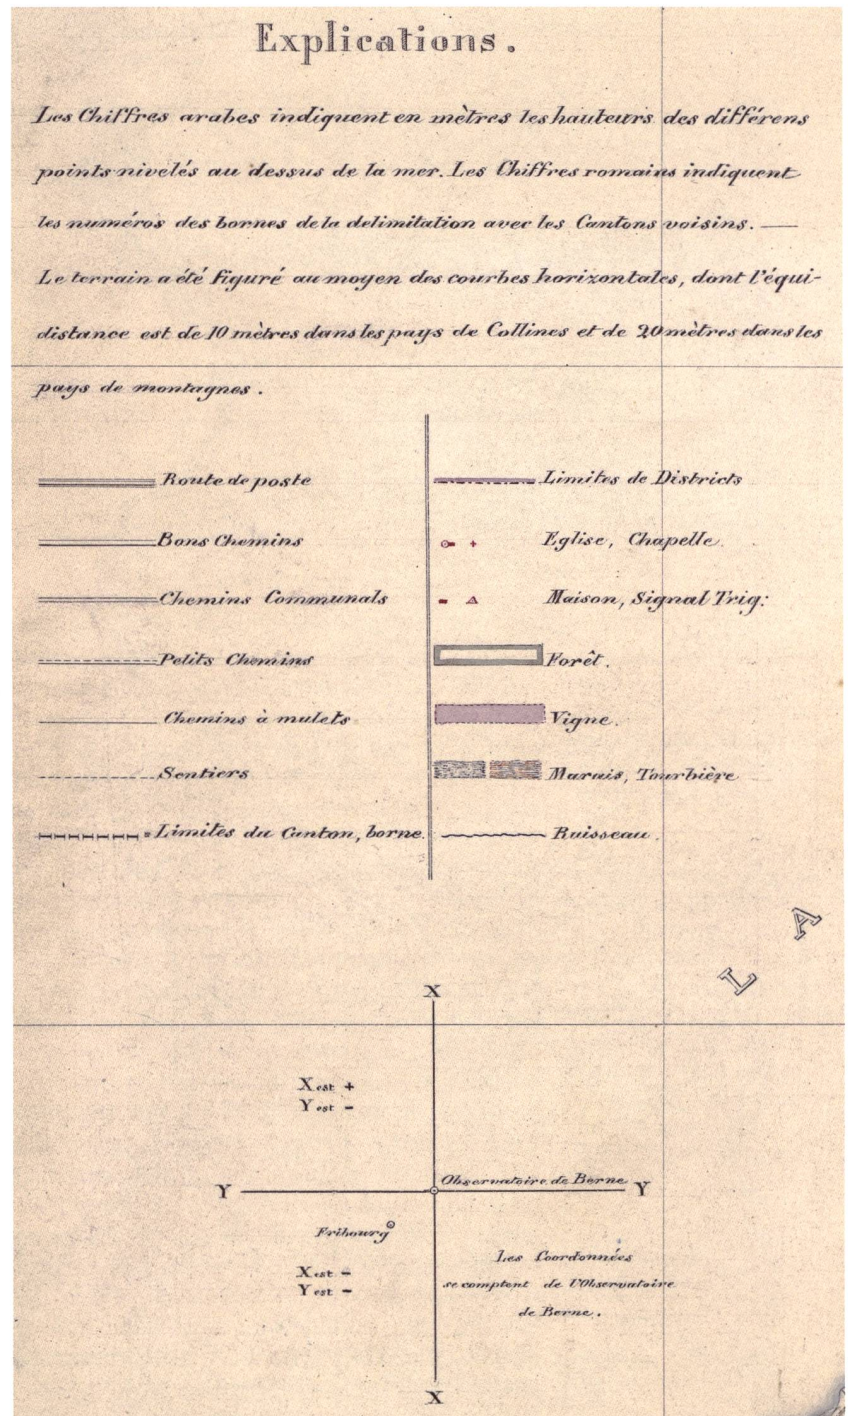 Explications.
Les Chiffres arabes indiquent en mètres les hauteurs des différens
points nivelés au dessus de la mer. Les Chiffres romains indiquent
les numéros des bornes de la delimitation avec les Cantons voisins. —
Le terrain a été figuré au moyen des courbes horizontales, dont l'équi-
distance est de 10 mètres dans les pays de Collines et de 20 mètres dans les
pays de montagnes.
Route de poste
Bons Chemins
Chemins Communals
Petits Chemins
Chemins à mulets
Sentiers
Limites du Canton, borne.
Limites de Districts
Eglise, Chapelle.
Maison, Signal Trig:
Forêt.
Vigne.
Marais, Tourbière
Ruisseau.
L A
X
X est +
Y est -
Observatoire de Berne
Y
Y
Fribourg
X est -
Y est -
Les Coordonnées
se comptent de l'Observatoire
de Berne.
X